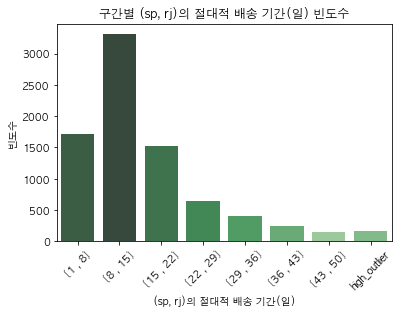 구간별 (sp, rj)의 절대적 배송 기간(일) 빈도수
빈도수
3000
2500
2000
1500
1000
500
0
[1 , 8)
[8 , 15)
[15 , 22)
[22 , 29)
[29 , 36)
[36 , 43)
[43 , 50)
hgh_outlier
(sp, rj)의 절대적 배송 기간(일)